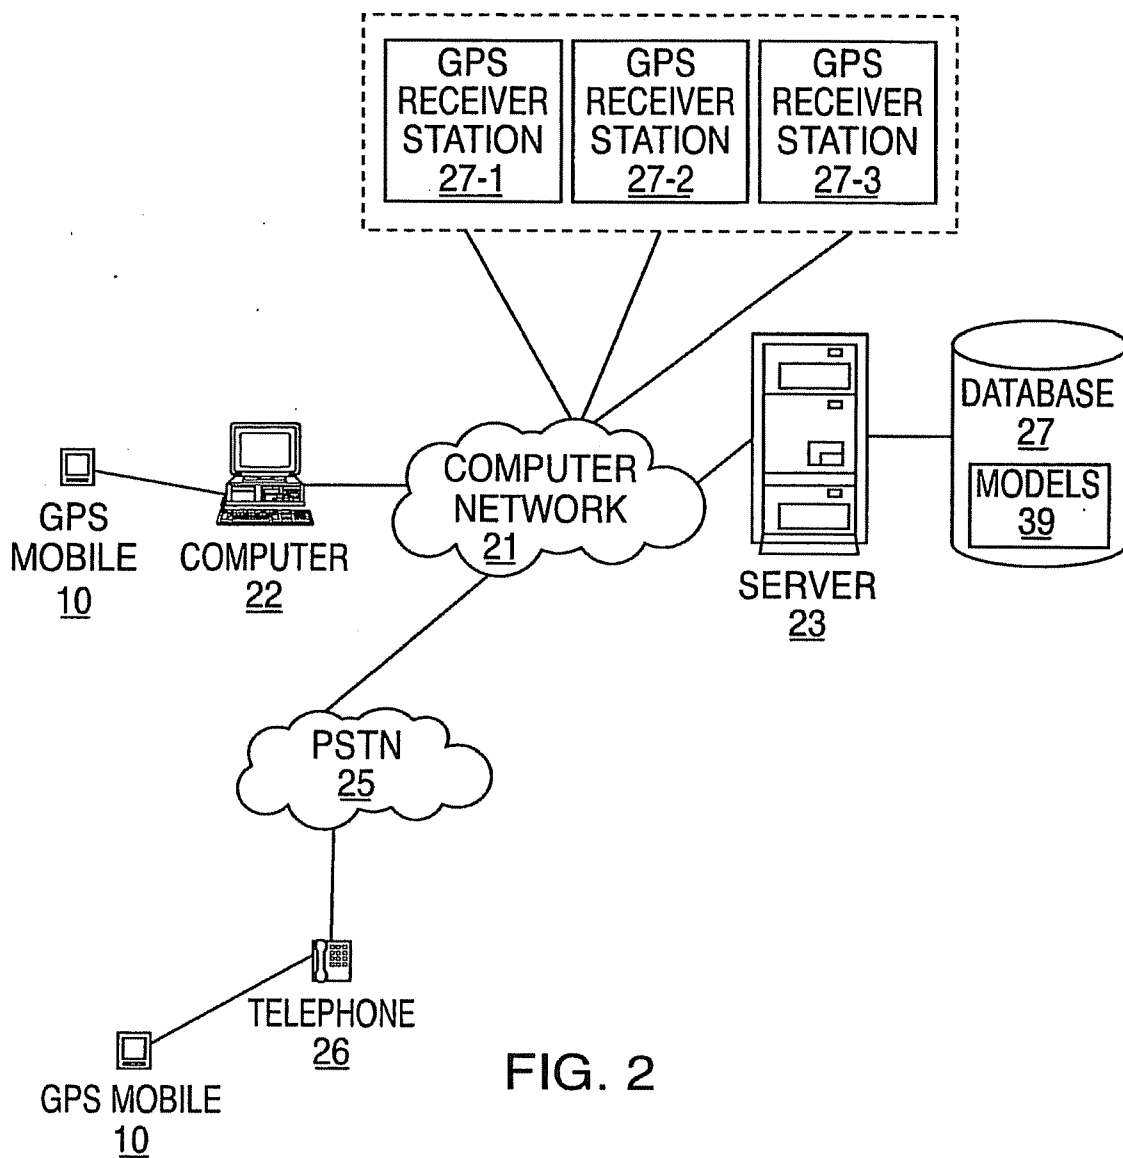 GPS
RECEIVER
STATION
27-1
GPS
RECEIVER
STATION
27-2
GPS
RECEIVER
STATION
27-3
DATABASE
27
MODELS
39
COMPUTER
NETWORK
21
GPS
MOBILE
10
COMPUTER
22
SERVER
23
PSTN
25
TELEPHONE
26
GPS MOBILE
10
FIG. 2